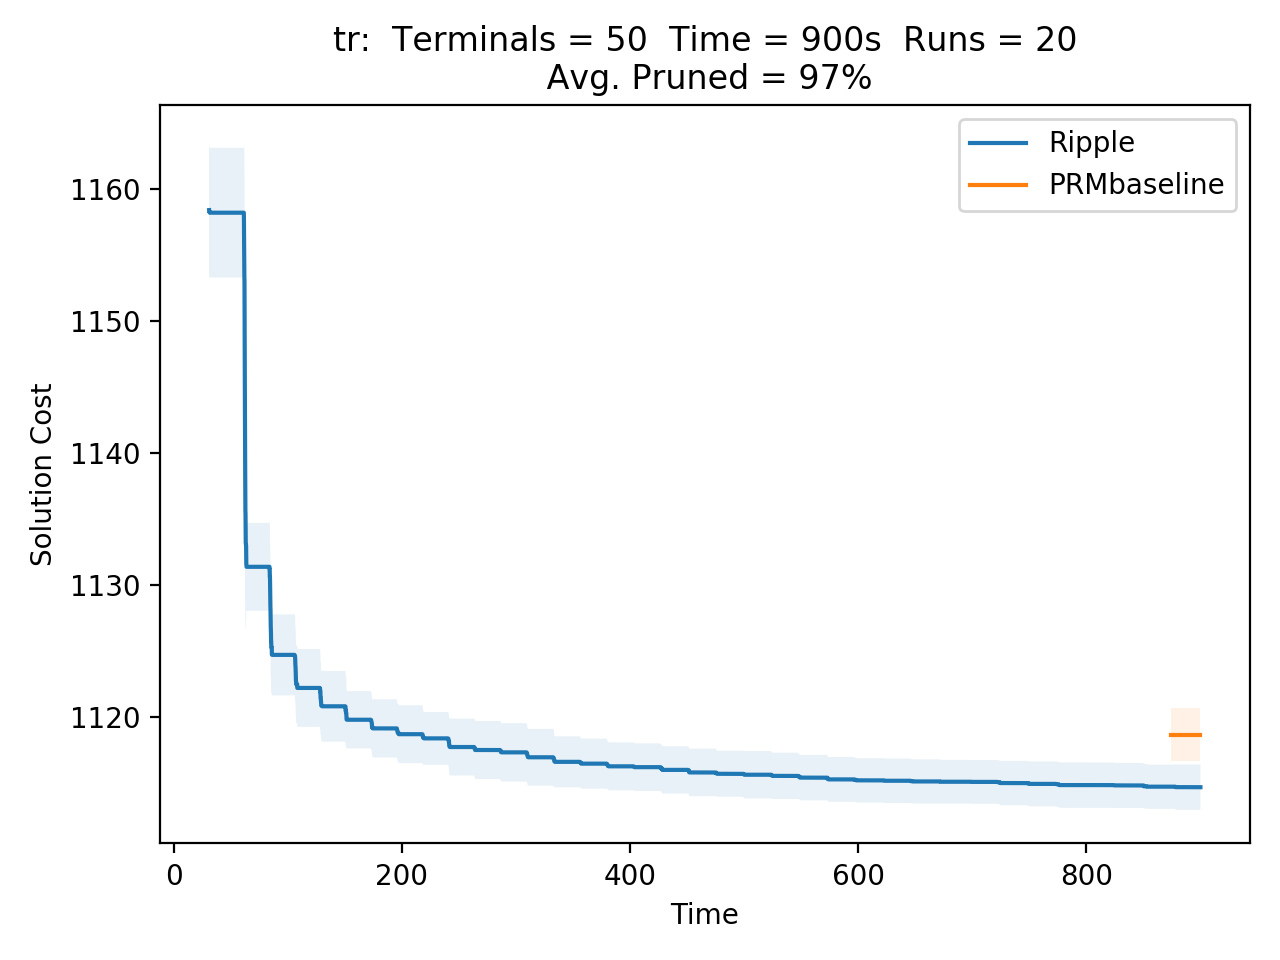 tr:  Terminals = 50  Time = 900s  Runs = 20
Avg. Pruned = 97%
Ripple
PRMbaseline
1160
1150
1140
1130
1120
Solution Cost
0
200
400
600
800
Time